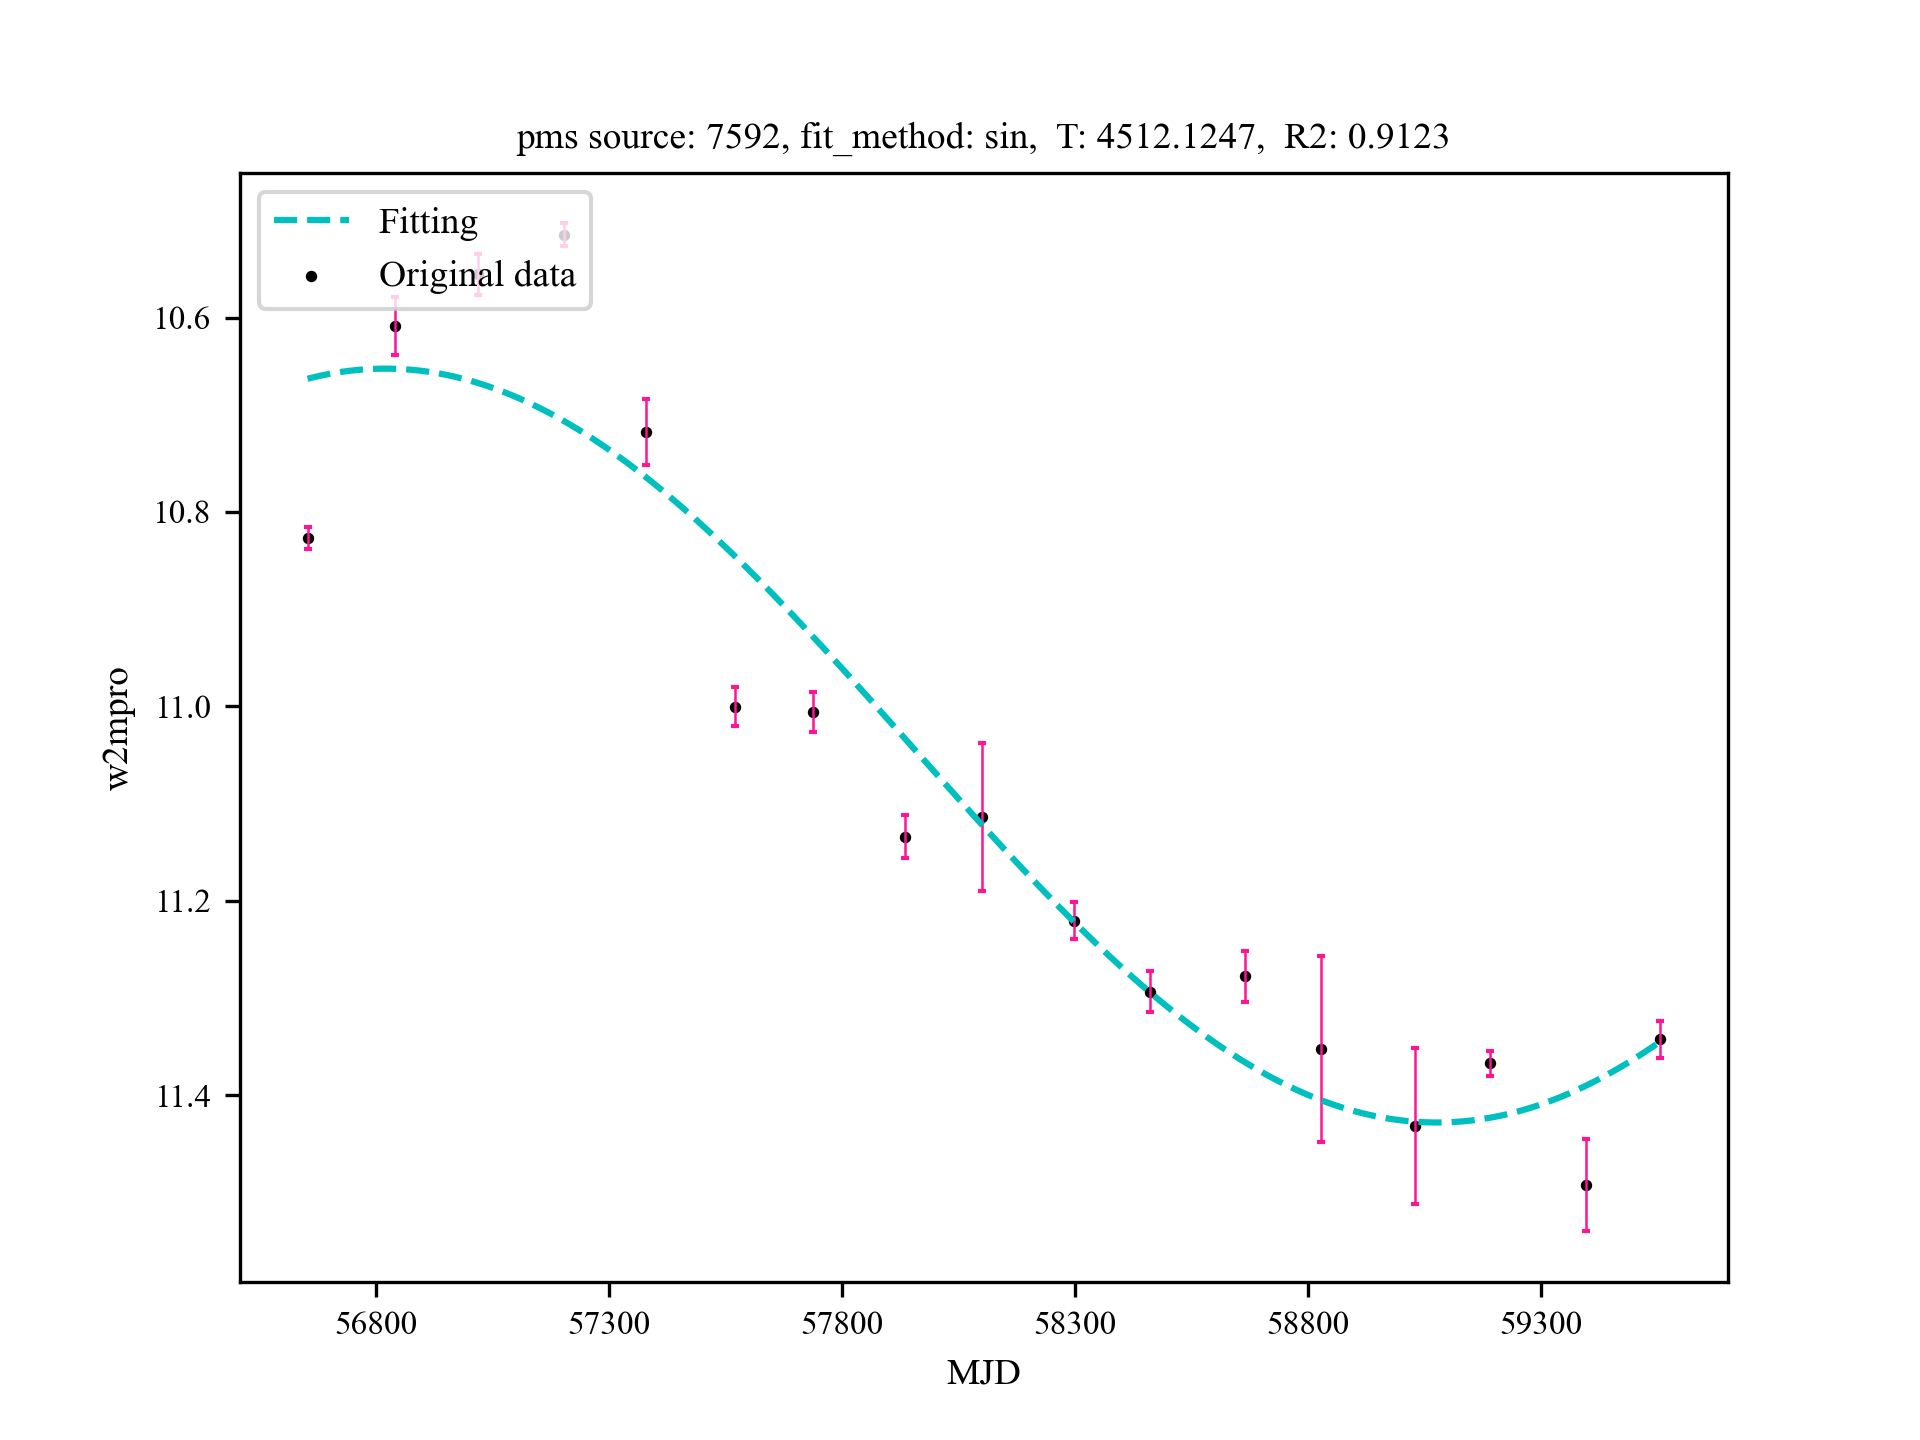 pms source: 7592, fit_method: sin,  T: 4512.1247,  R2: 0.9123
Fitting
Original data
10.6
10.8
11.0
11.2
11.4
w2mpro
56800
57300
57800
58300
58800
59300
MJD